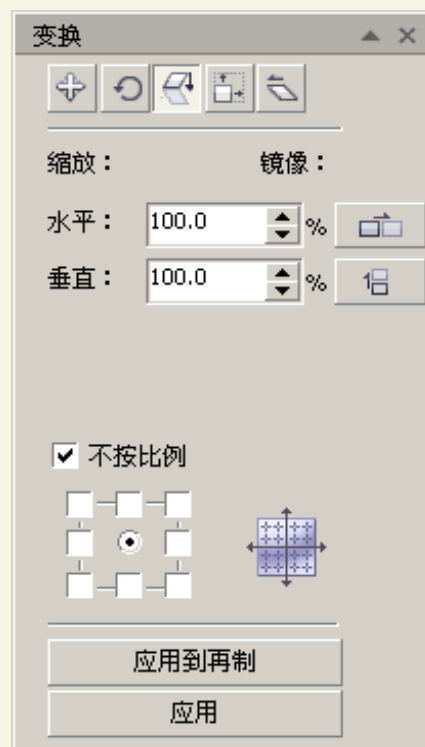 变换
缩放： 镜像：
水平： 100.0 %
垂直： 100.0 %
不按比例
应用到再制
应用